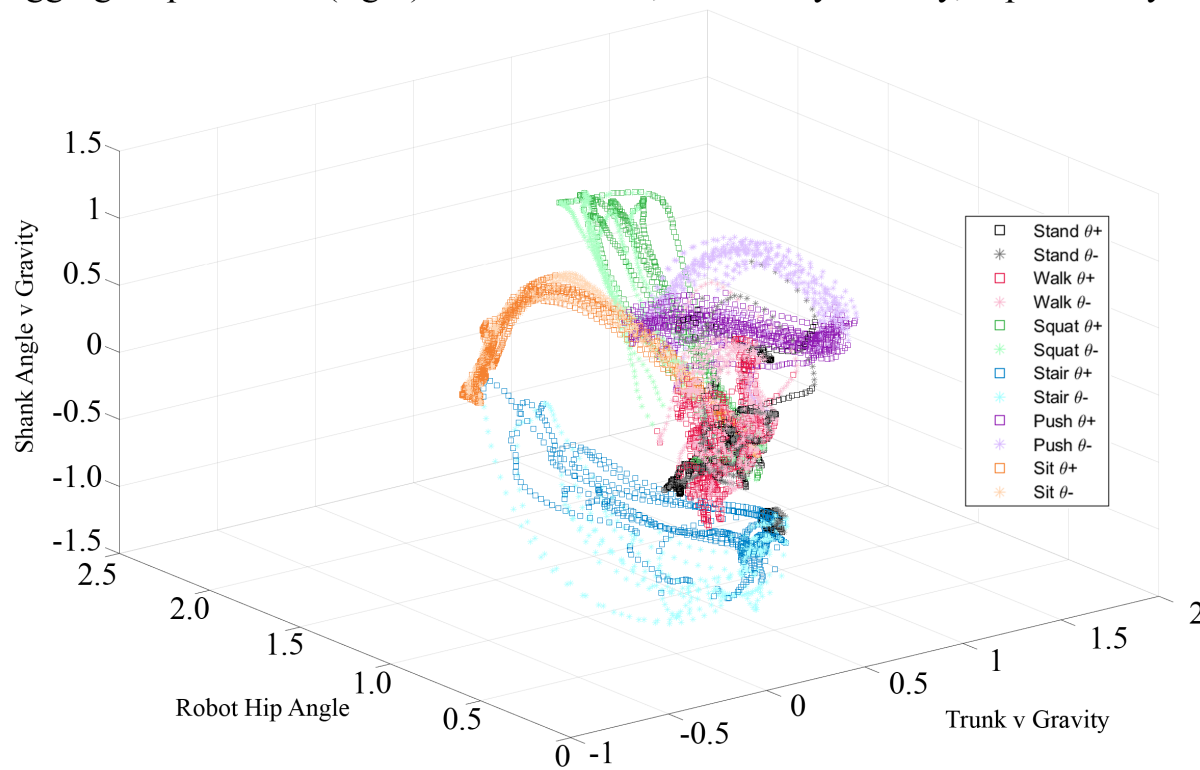 1.5
1
0.5
0
-0.5
-1.0
-1.5
Shank Angle v Gravity
2.5
2.0
1.5
1.0
0.5
0
Robot Hip Angle
-1
-0.5
0
0.5
1
1.5
2
Trunk v Gravity
Stand θ+
Stand θ-
Walk θ+
Walk θ-
Squat θ+
Squat θ-
Stair θ+
Stair θ-
Push θ+
Push θ-
Sit θ+
Sit θ-